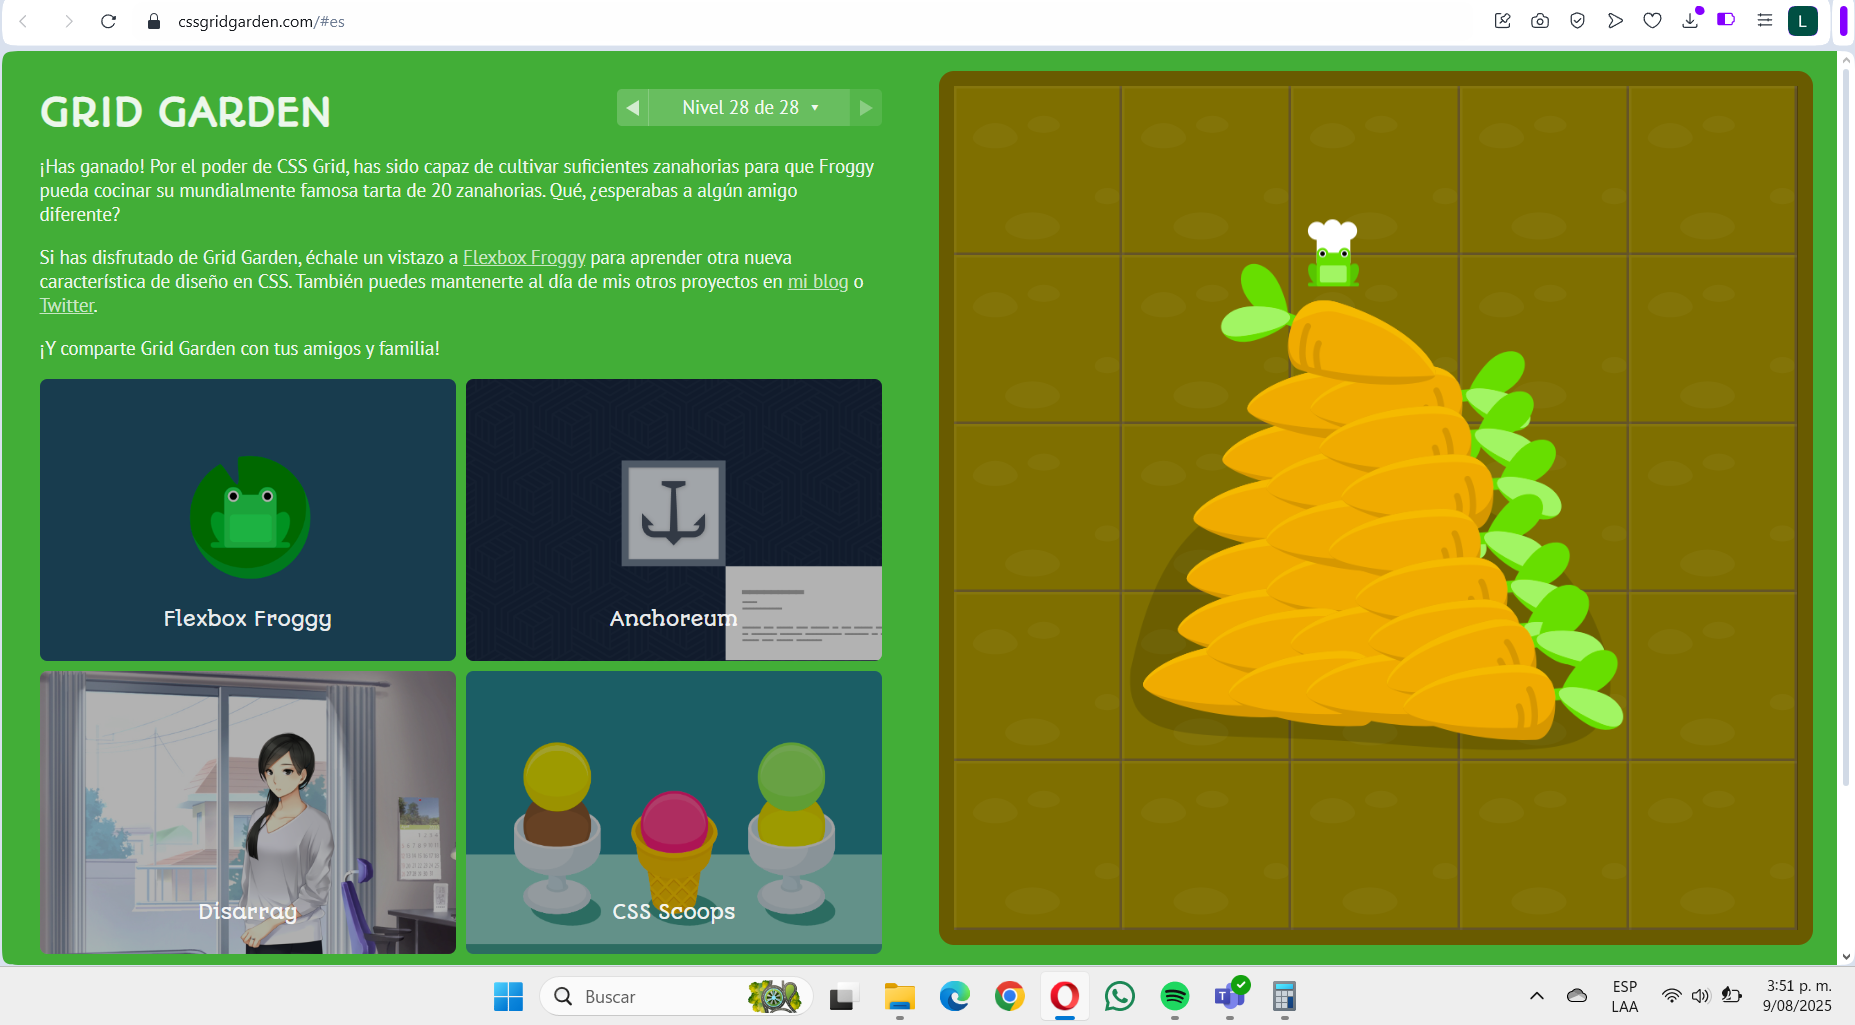 cssgridgarden.com/#es
L
GRID GARDEN
Nivel 28 de 28
¡Has ganado! Por el poder de CSS Grid, has sido capaz de cultivar suficientes zanahorias para que Froggy
pueda cocinar su mundialmente famosa tarta de 20 zanahorias. Qué, ¿esperabas a algún amigo
diferente?
Si has disfrutado de Grid Garden, échale un vistazo a Flexbox Froggy para aprender otra nueva
característica de diseño en CSS. También puedes mantenerte al día de mis otros proyectos en mi blog o
Twitter.
¡Y comparte Grid Garden con tus amigos y familia!
Flexbox Froggy
Anchoreum
Disarray
CSS Scoops
Buscar
ESP
LAA
3:51 p. m.
9/08/2025